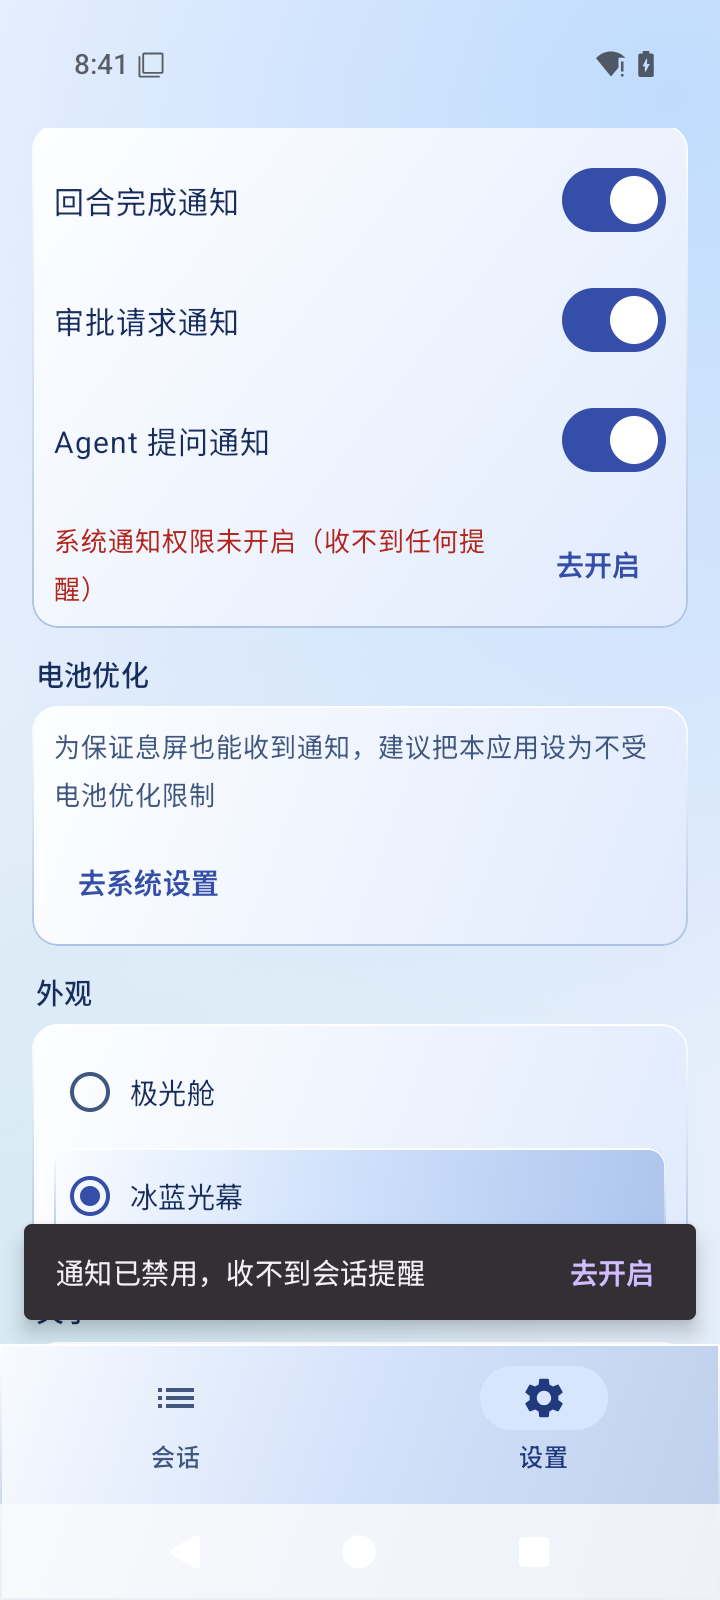 8:41
回合完成通知
审批请求通知
Agent 提问通知
系统通知权限未开启（收不到任何提
醒）
去开启
电池优化
为保证息屏也能收到通知，建议把本应用设为不受
电池优化限制
去系统设置
外观
极光舱
冰蓝光幕
通知已禁用，收不到会话提醒
去开启
会话
设置